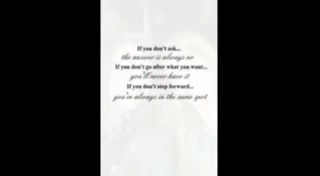 If you don't ask...
the answer is always no
If you don't go after what you want...
you'll never have it
If you don't step forward...
you're always in the same spot